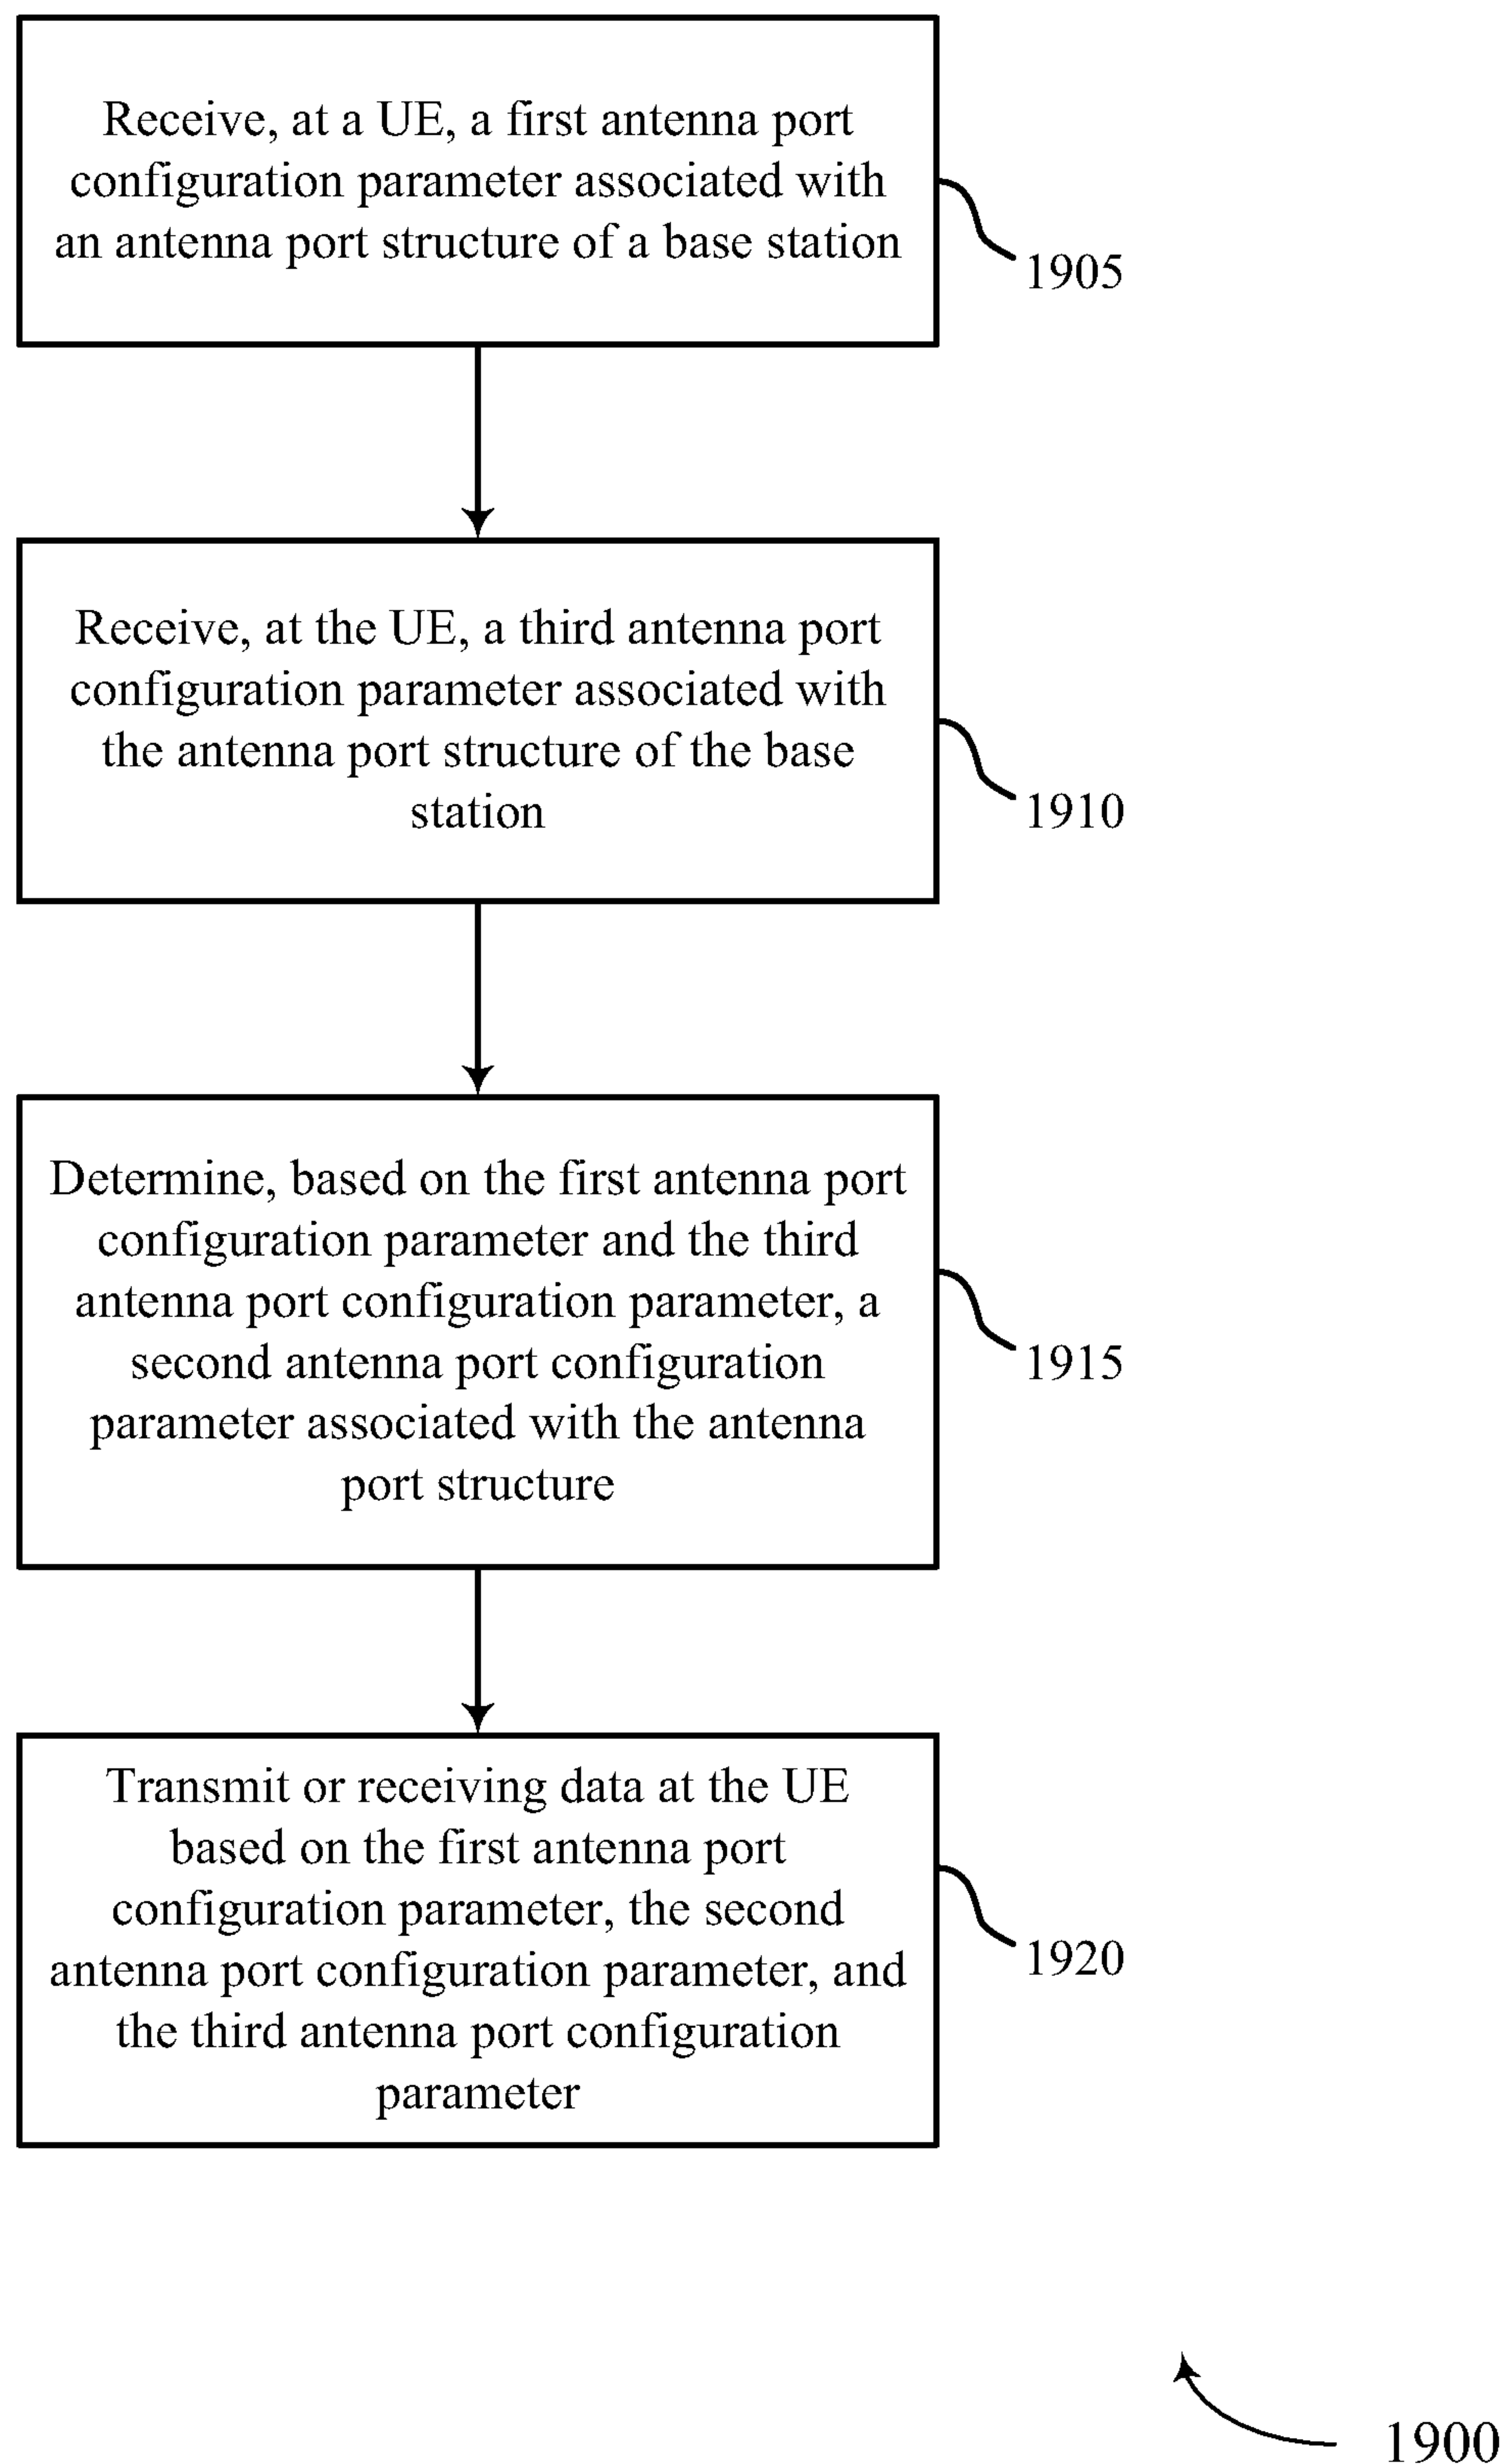 Receive, at a UE, a first antenna port
configuration parameter associated with
an antenna port structure of a base station
1905
Receive, at the UE, a third antenna port
configuration parameter associated with
the antenna port structure of the base
station
1910
Determine, based on the first antenna port
configuration parameter and the third
antenna port configuration parameter, a
second antenna port configuration
parameter associated with the antenna
port structure
1915
Transmit or receiving data at the UE
based on the first antenna port
configuration parameter, the second
antenna port configuration parameter, and
the third antenna port configuration
parameter
1920
1900